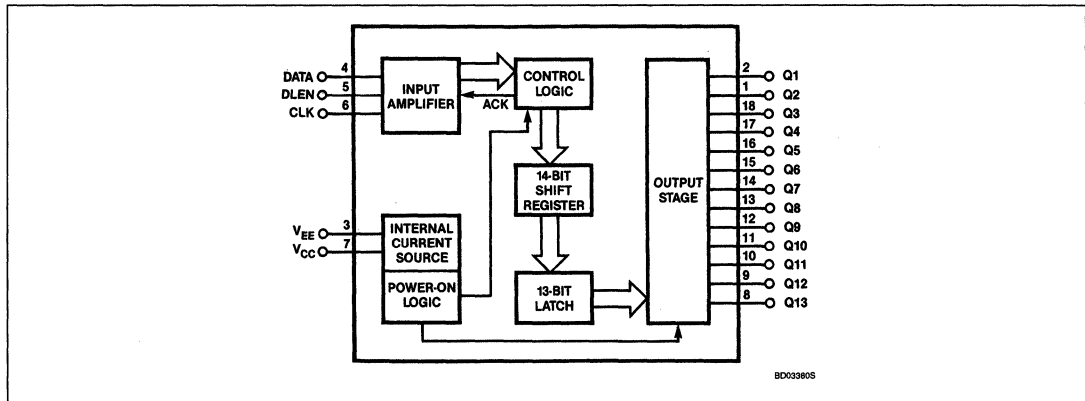 DATA 4
DLEN 5
CLK 6
INPUT
AMPLIFIER
ACK
CONTROL
LOGIC
14-BIT
SHIFT
REGISTER
13-BIT
LATCH
VEE 3
VCC 7
INTERNAL
CURRENT
SOURCE
POWER-ON
LOGIC
OUTPUT
STAGE
2 Q1
1 Q2
18 Q3
17 Q4
16 Q5
15 Q6
14 Q7
13 Q8
12 Q9
11 Q10
10 Q11
9 Q12
8 Q13
BD03380S